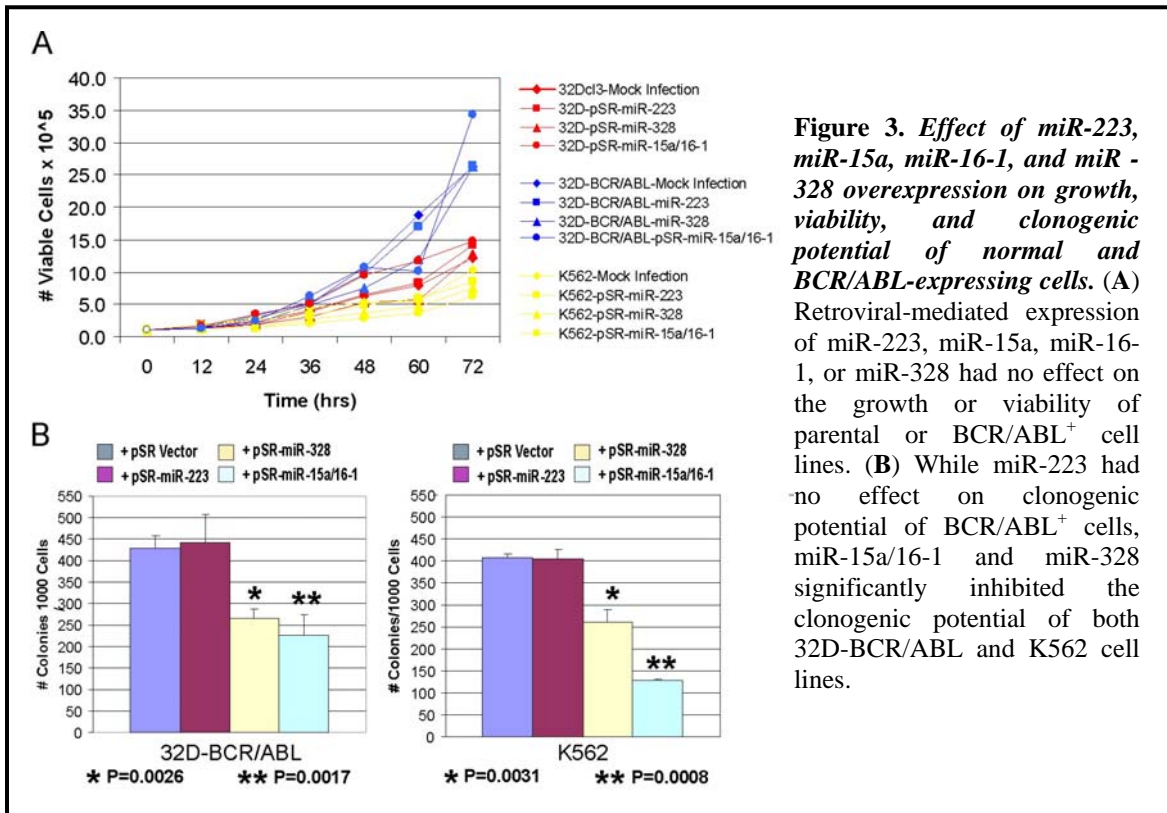 A
40.0
35.0
30.0
25.0
20.0
15.0
10.0
5.0
0.0
# Viable Cells x 10^5
0 12 24 36 48 60 72
Time (hrs)
32Dcl3-Mock Infection
32D-pSR-miR-223
32D-pSR-miR-328
32D-pSR-miR-15a/16-1
32D-BCR/ABL-Mock Infection
32D-BCR/ABL-miR-223
32D-BCR/ABL-miR-328
32D-BCR/ABL-pSR-miR-15a/16-1
K562-Mock Infection
K562-pSR-miR-223
K562-pSR-miR-328
K562-pSR-miR-15a/16-1
B
+ pSR Vector
+pSR-miR-328
+pSR-miR-223
+pSR-miR-15a/16-1
550
500
450
400
350
300
250
200
150
100
50
0
# Colonies 1000 Cells
* **
32D-BCR/ABL
* P=0.0026 ** P=0.0017
+ pSR Vector
+pSR-miR-328
+pSR-miR-223
+ pSR-miR-15a/16-1
550
500
450
400
350
300
250
200
150
100
50
0
# Colonies/1000 Cells
* **
K562
* P=0.0031 ** P=0.0008
Figure 3. Effect of miR-223,
miR-15a, miR-16-1, and miR -
328 overexpression on growth,
viability, and clonogenic
potential of normal and
BCR/ABL-expressing cells. (A)
Retroviral-mediated expression
of miR-223, miR-15a, miR-16-
1, or miR-328 had no effect on
the growth or viability of
parental or BCR/ABL+ cell
lines. (B) While miR-223 had
no effect on clonogenic
potential of BCR/ABL+ cells,
miR-15a/16-1 and miR-328
significantly inhibited the
clonogenic potential of both
32D-BCR/ABL and K562 cell
lines.